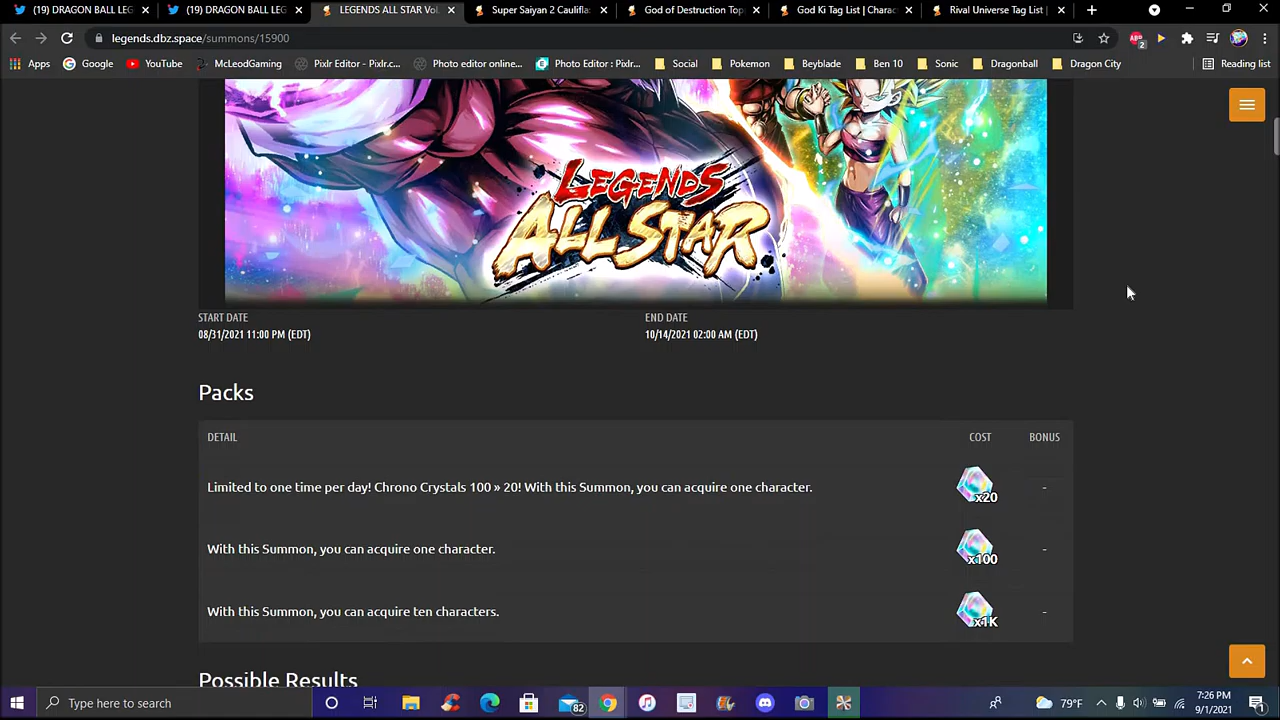 (19) DRAGON BALL LEG
(19) DRAGON BALL LEG
LEGENDS ALL STAR Vol.
Super Saiyan 2 Caulifla
God of Destruction Top
God Ki Tag List | Charac
Rival Universe Tag List |
legends.dbz.space/summons/15900
2
Apps
Google
YouTube
McLeodGaming
Pixlr Editor - Pixlr.c...
Photo editor online...
Photo Editor : Pixlr...
Social
Pokemon
Beyblade
Ben 10
Sonic
Dragonball
Dragon City
Reading list
LEGENDS
ALL STAR
START DATE
08/31/2021 11:00 PM (EDT)
END DATE
10/14/2021 02:00 AM (EDT)
Packs
DETAIL
COST
BONUS
Limited to one time per day! Chrono Crystals 100 » 20! With this Summon, you can acquire one character.
x20
-
With this Summon, you can acquire one character.
x100
-
With this Summon, you can acquire ten characters.
x1K
-
Possible Results
Type here to search
82
79°F
7:26 PM
9/1/2021
1